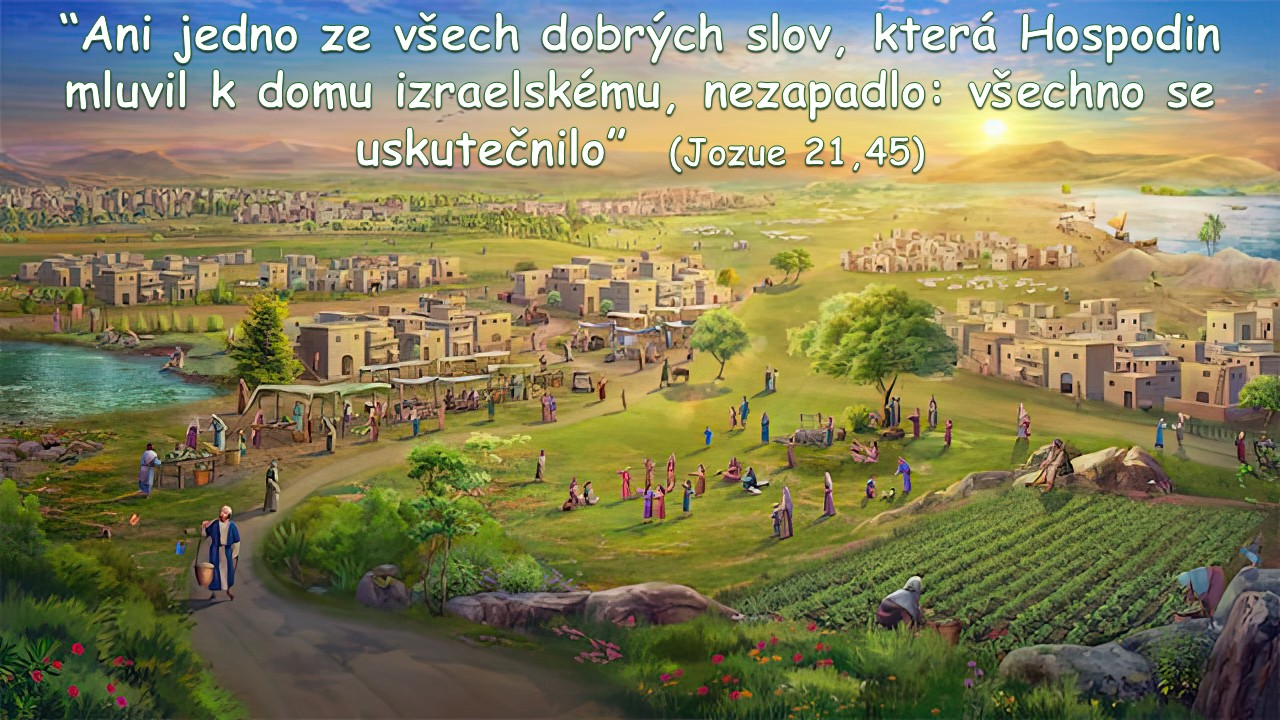 “Ani jedno ze všech dobrých slov, která Hospodin
mluvil k domu izraelskému, nezapadlo: všechno se
uskutečnilo” (Jozue 21,45)